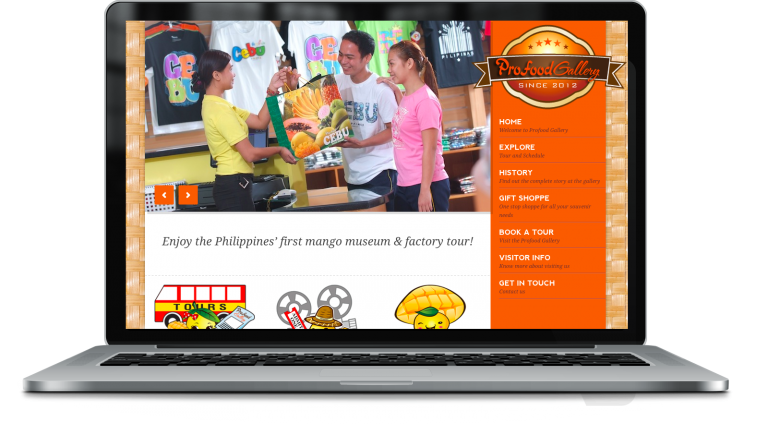 CEBU
Cebu
Cebu
PILIPINAS
CEBU
CEBU
Enjoy the Philippines' first mango museum & factory tour!
TOURS
Profood Gallery
SINCE 2012
HOME
Welcome to Profood Gallery
EXPLORE
Tour and Schedule
HISTORY
Find out the complete story at the gallery
GIFT SHOPPE
One stop shoppe for all your souvenir
needs
BOOK A TOUR
Visit the Profood Gallery
VISITOR INFO
Know more about visiting us
GET IN TOUCH
Contact us